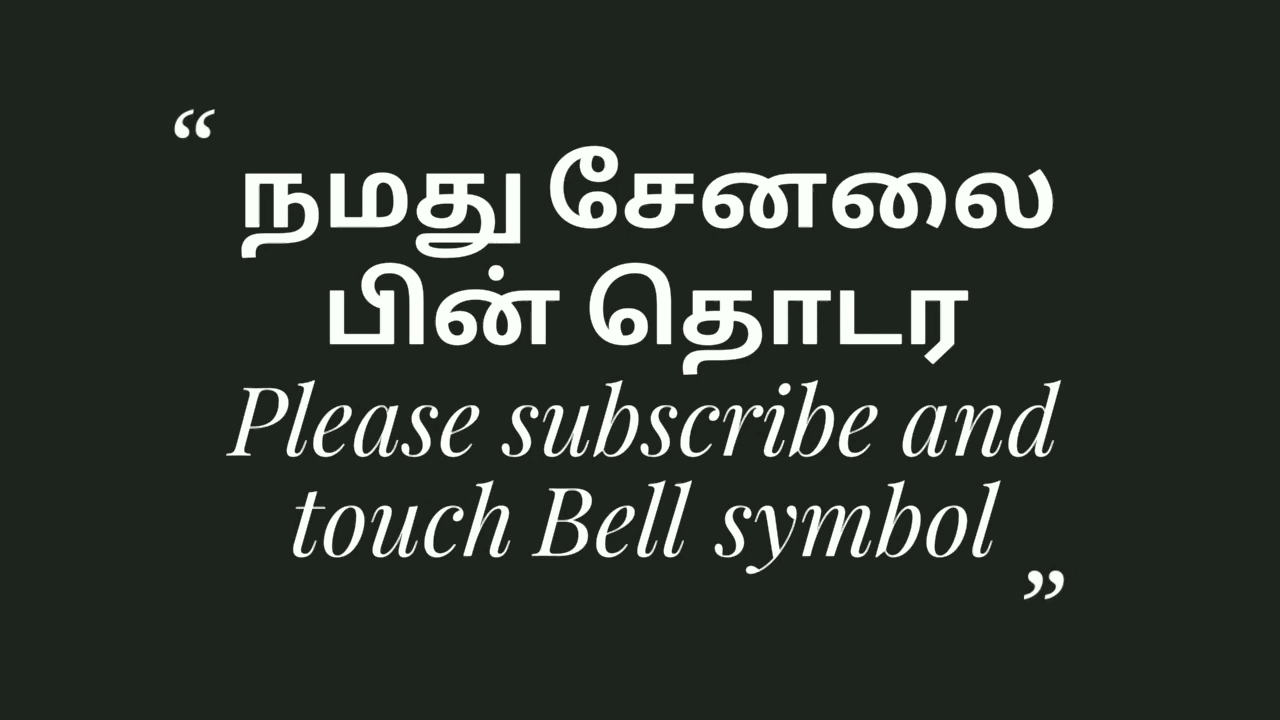 “
நமது சேனலை
பின் தொடர
Please subscribe and
touch Bell symbol
”